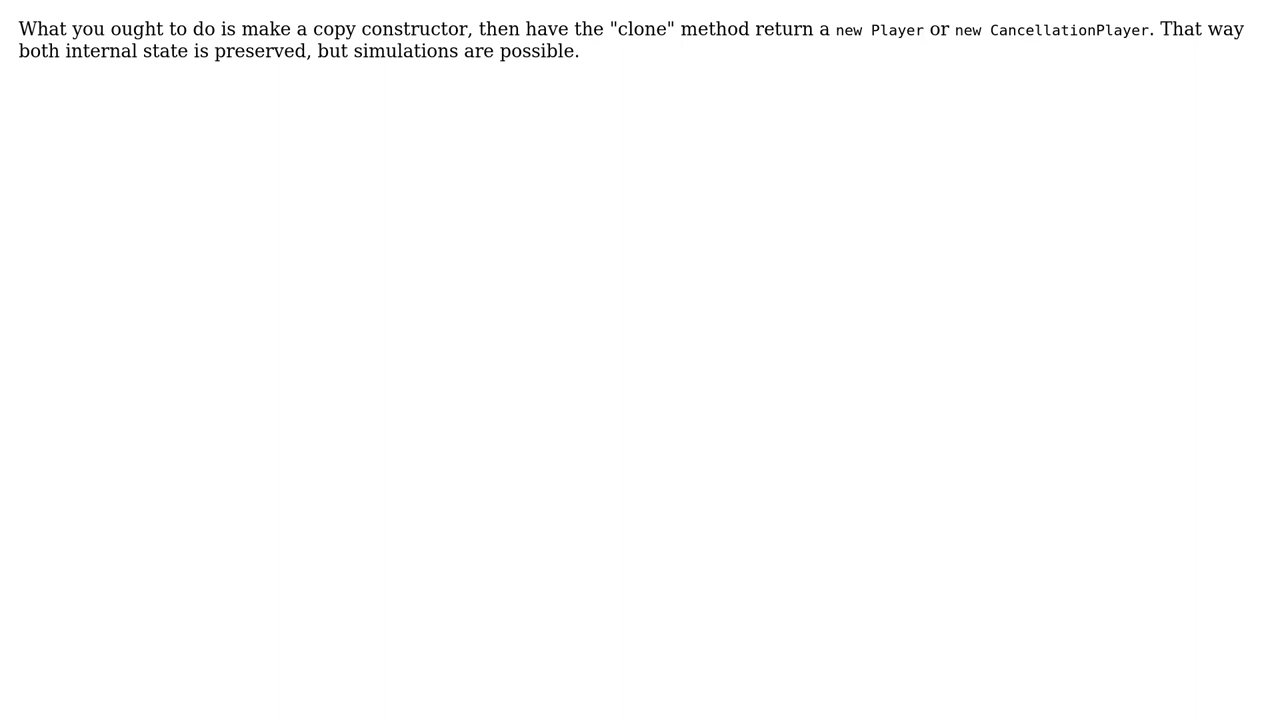 What you ought to do is make a copy constructor, then have the "clone" method return a new Player or new CancellationPlayer. That way
both internal state is preserved, but simulations are possible.